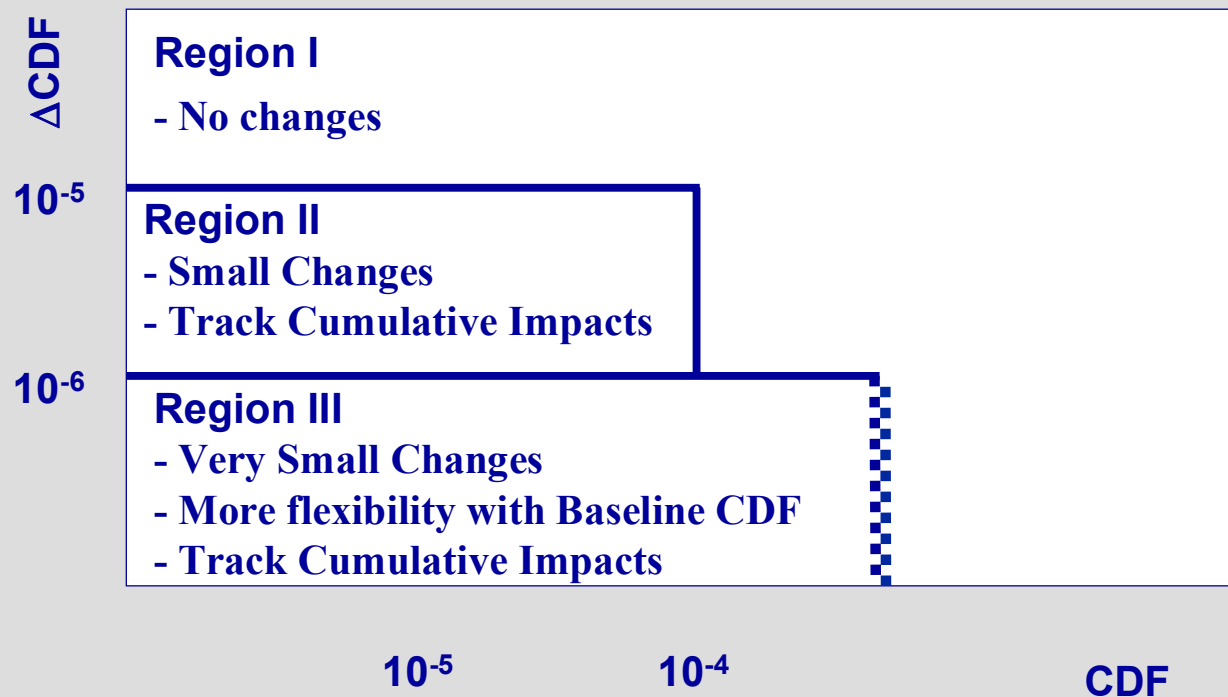 ΔCDF
Region I
- No changes
10⁻⁵
Region II
- Small Changes
- Track Cumulative Impacts
10⁻⁶
Region III
- Very Small Changes
- More flexibility with Baseline CDF
- Track Cumulative Impacts
10⁻⁵ 10⁻⁴ CDF